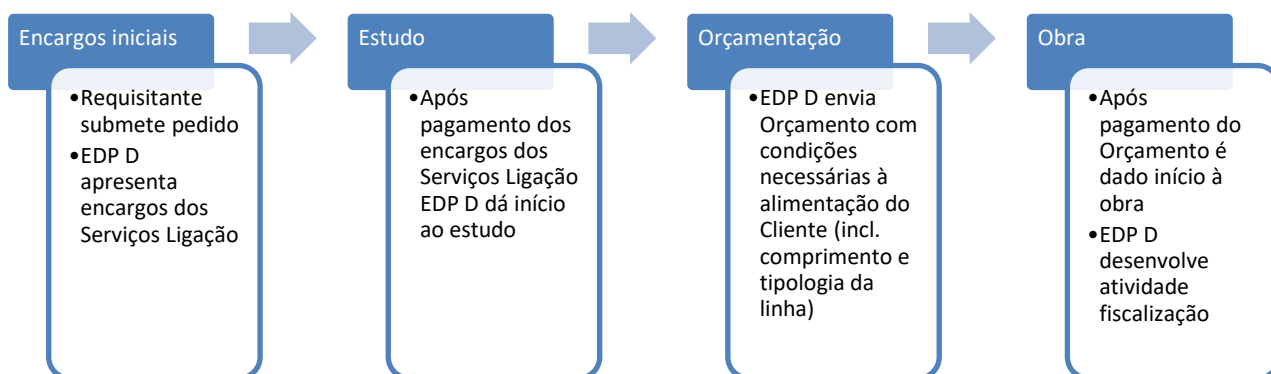 Encargos iniciais
•Requisitante
submete pedido
•EDP D
apresenta
encargos dos
Serviços Ligação
Estudo
•Após
pagamento dos
encargos dos
Serviços Ligação
EDP D dá início
ao estudo
Orçamentação
•EDP D envia
Orçamento com
condições
necessárias à
alimentação do
Cliente (incl.
comprimento e
tipologia da
linha)
Obra
•Após
pagamento do
Orçamento é
dado início à
obra
•EDP D
desenvolve
atividade
fiscalização